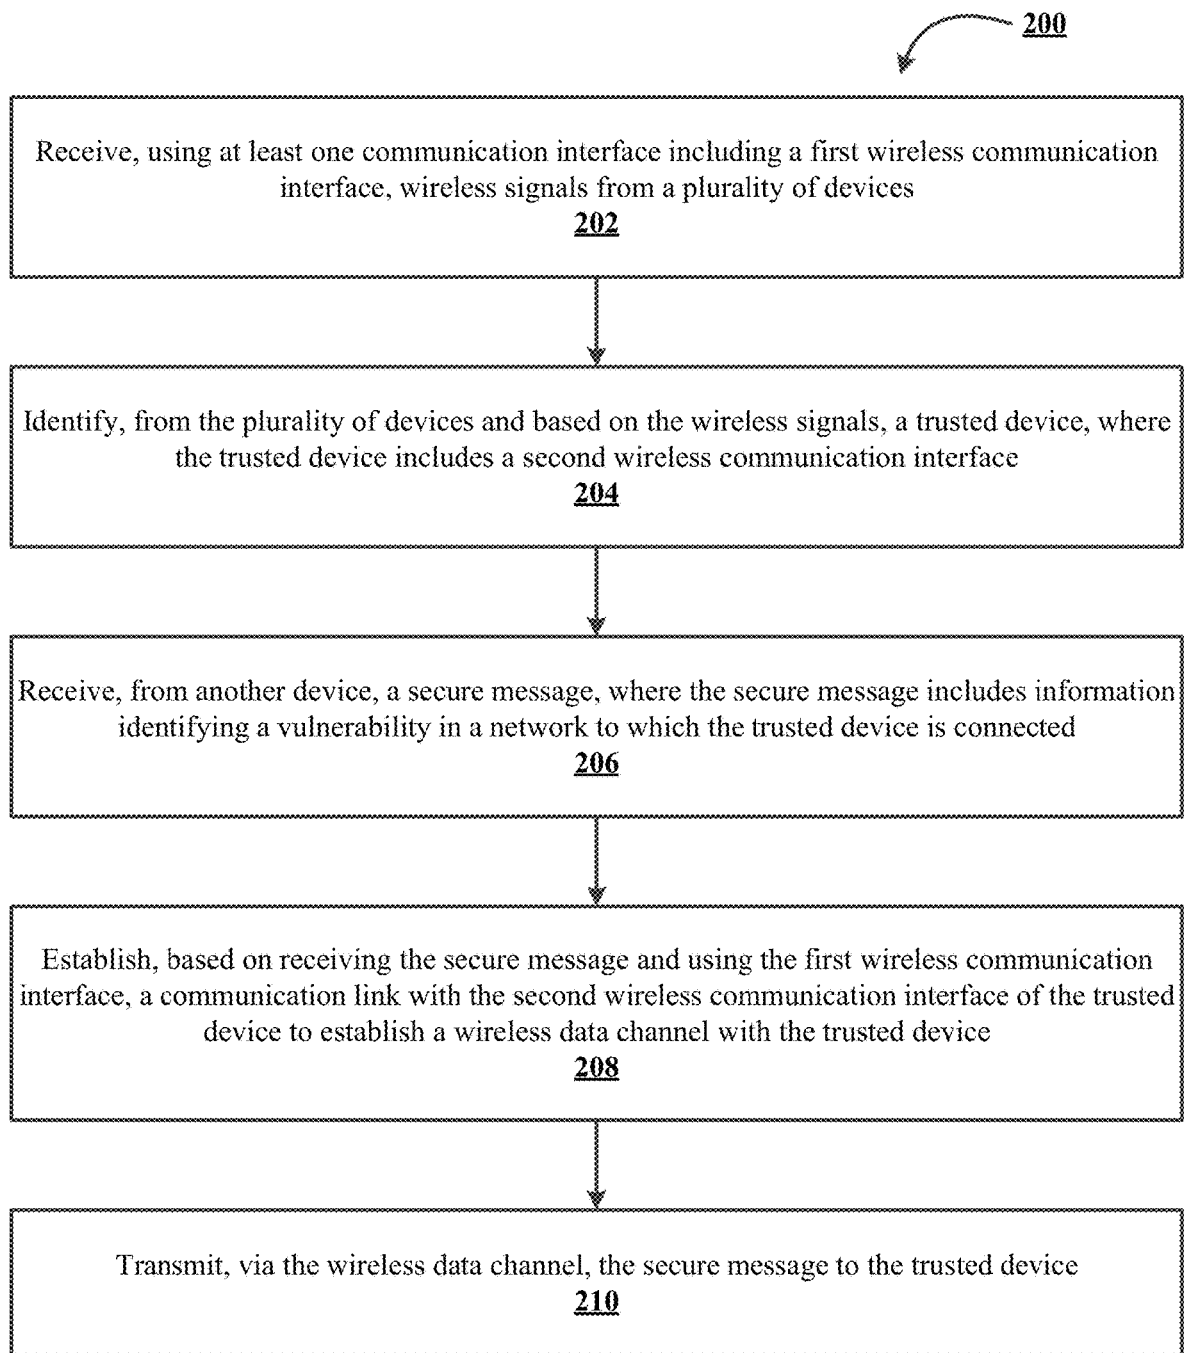 200
Receive, using at least one communication interface including a first wireless communication
interface, wireless signals from a plurality of devices
202
Identify, from the plurality of devices and based on the wireless signals, a trusted device, where
the trusted device includes a second wireless communication interface
204
Receive, from another device, a secure message, where the secure message includes information
identifying a vulnerability in a network to which the trusted device is connected
206
Establish, based on receiving the secure message and using the first wireless communication
interface, a communication link with the second wireless communication interface of the trusted
device to establish a wireless data channel with the trusted device
208
Transmit, via the wireless data channel, the secure message to the trusted device
210